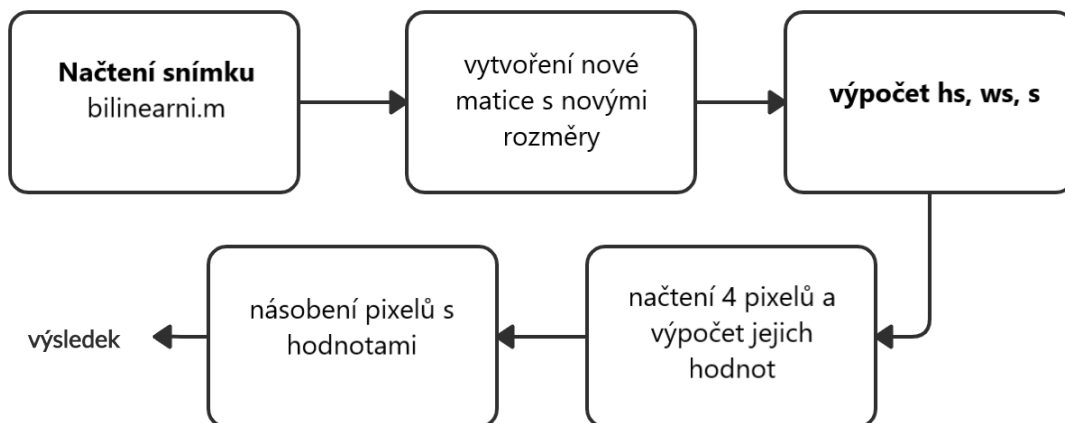 Načtení snímku
bilinearni.m
vytvoření nové
matice s novými
rozměry
výpočet hs, ws, s
načtení 4 pixelů a
výpočet jejich
hodnot
násobení pixelů s
hodnotami
výsledek